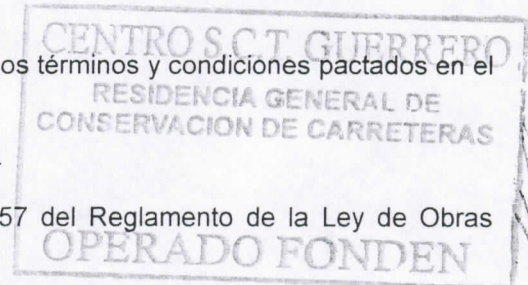 CENTRO S.C.T. GUERRERO
os términos y condiciones pactados en el
RESIDENCIA GENERAL DE
CONSERVACION DE CARRETERAS
57 del Reglamento de la Ley de Obras
OPERADO FONDEN